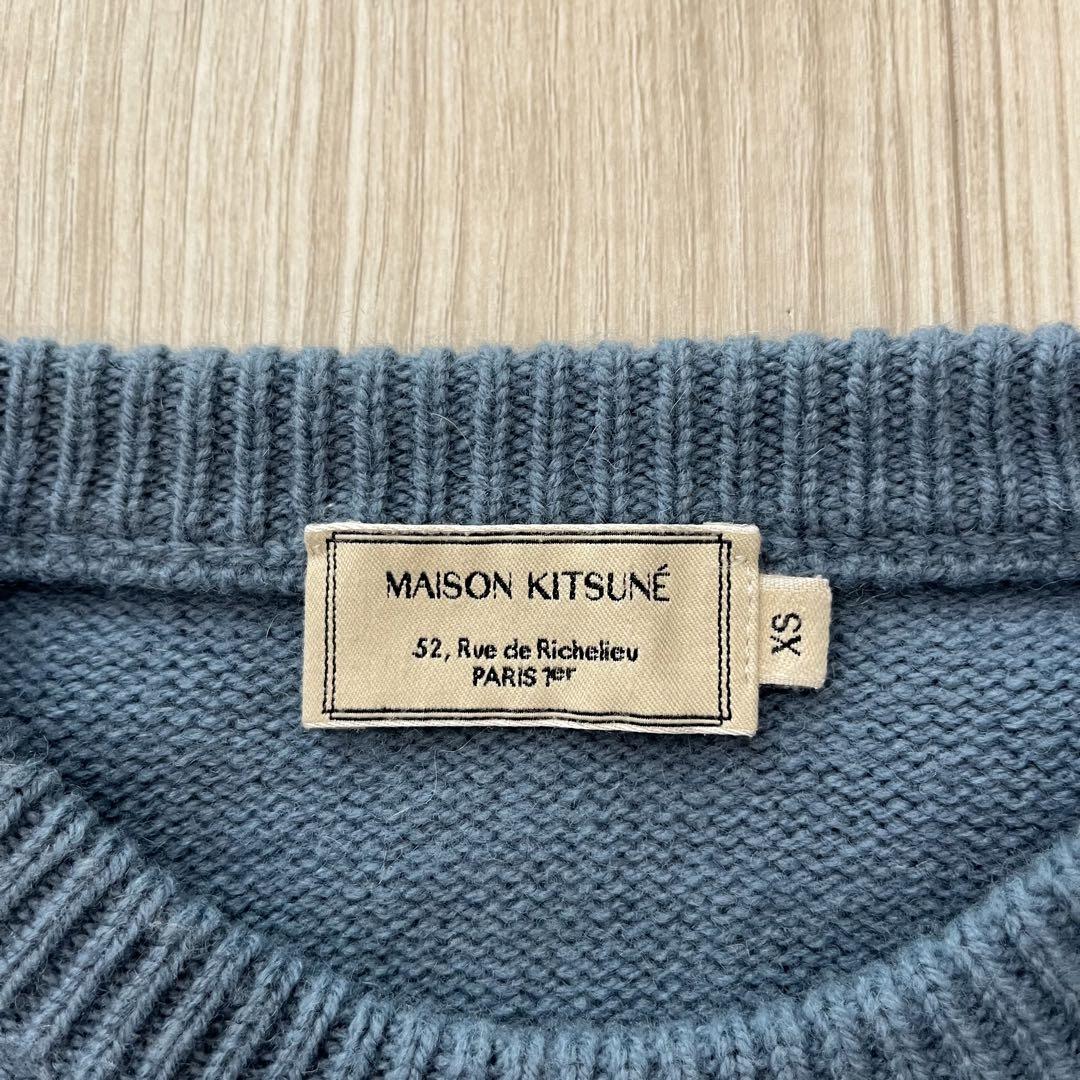 MAISON KITSUNÉ
52, Rue de Richelieu
PARIS 1er
XS